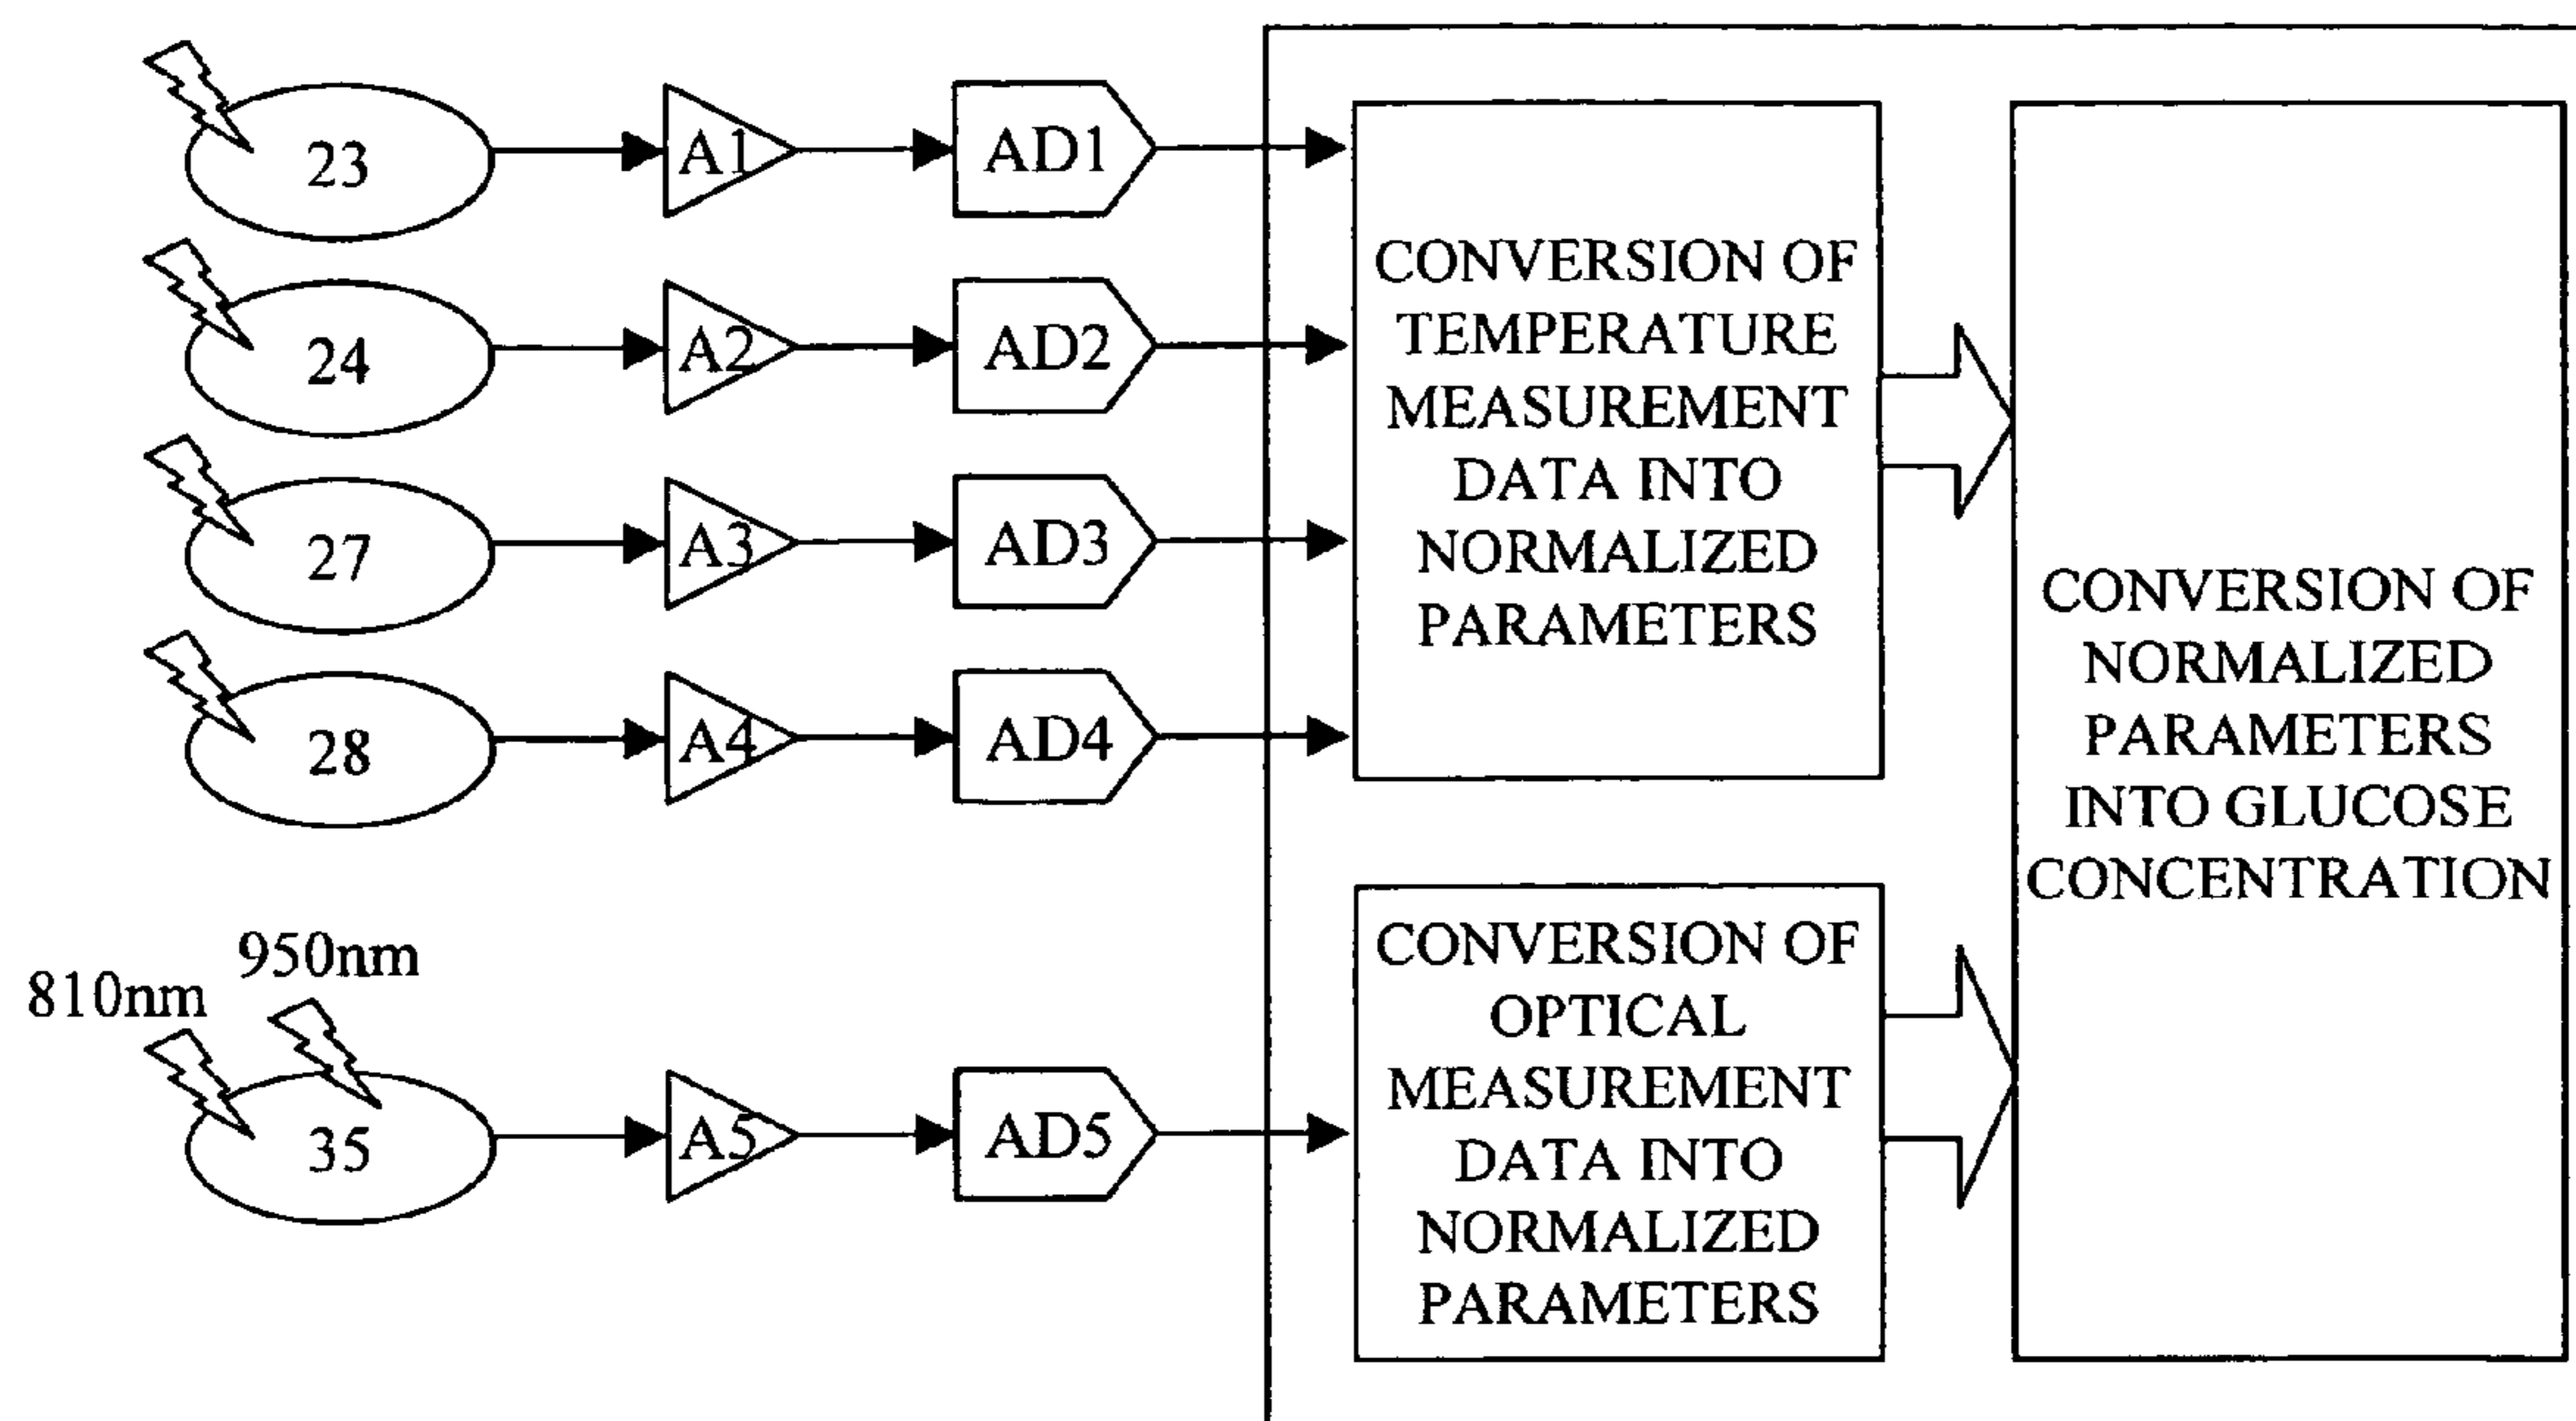 23
A1
AD1
24
A2
AD2
27
A3
AD3
28
A4
AD4
CONVERSION OF
TEMPERATURE
MEASUREMENT
DATA INTO
NORMALIZED
PARAMETERS
810nm
950nm
35
A5
AD5
CONVERSION OF
OPTICAL
MEASUREMENT
DATA INTO
NORMALIZED
PARAMETERS
CONVERSION OF
NORMALIZED
PARAMETERS
INTO GLUCOSE
CONCENTRATION